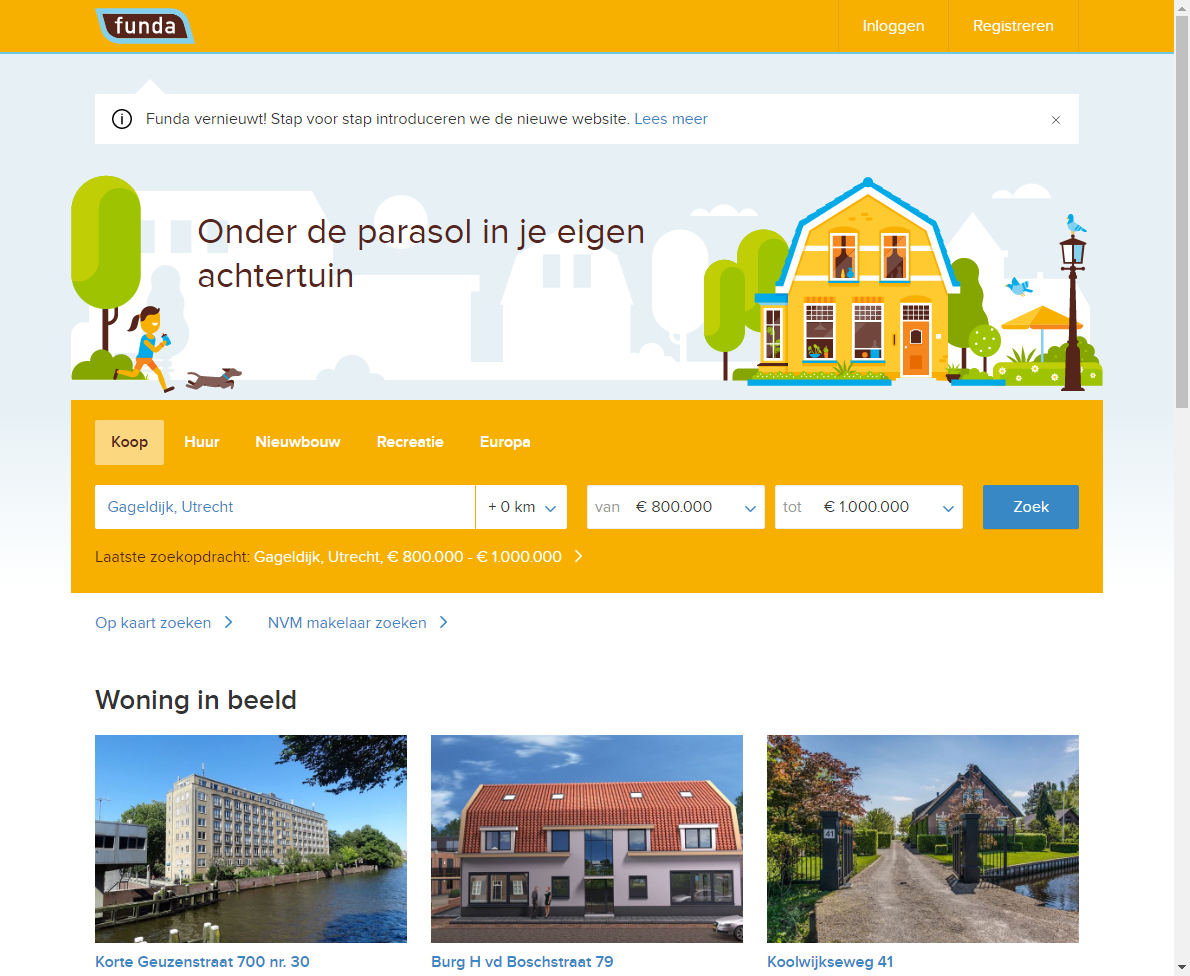 funda
Inloggen
Registreren
Funda vernieuwt! Stap voor stap introduceren we de nieuwe website. Lees meer
Onder de parasol in je eigen
achtertuin
Koop
Huur
Nieuwbouw
Recreatie
Europa
Gageldijk, Utrecht
+ 0 km
van € 800.000
tot € 1.000.000
Zoek
Laatste zoekopdracht: Gageldijk, Utrecht, € 800.000 - € 1.000.000
Op kaart zoeken
NVM makelaar zoeken
Woning in beeld
41
Korte Geuzenstraat 700 nr. 30
Burg H vd Boschstraat 79
Koolwijkseweg 41